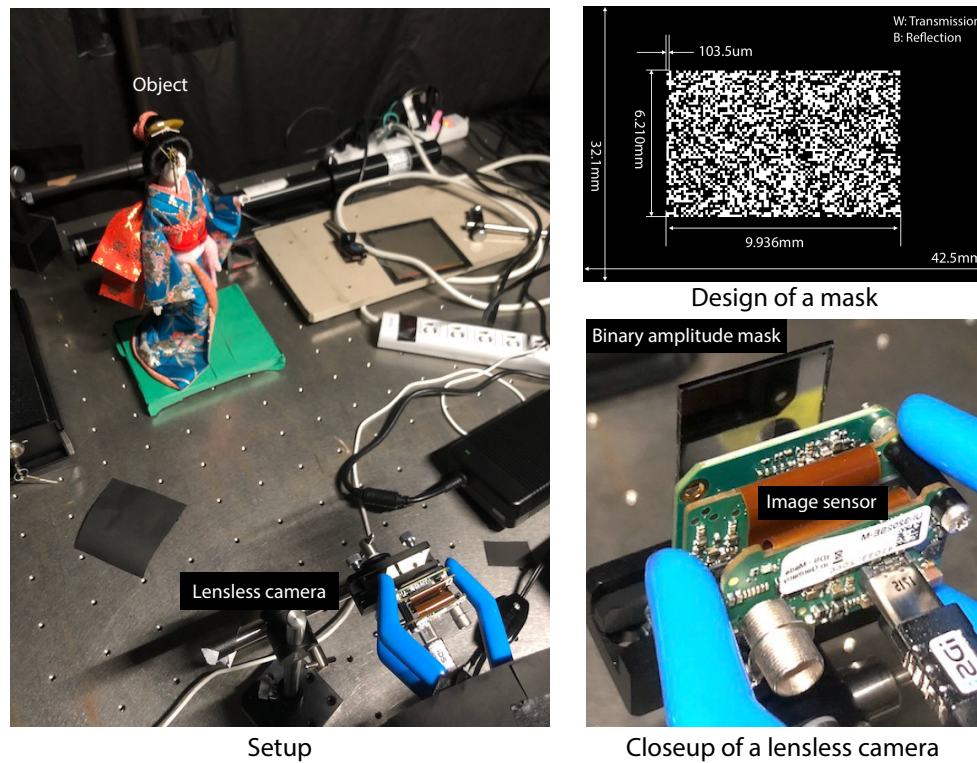 Object
Lensless camera
Setup
W: Transmission
B: Reflection
103.5um
6.210mm
32.1mm
9.936mm
42.5mm
Design of a mask
Binary amplitude mask
Image sensor
Closeup of a lensless camera